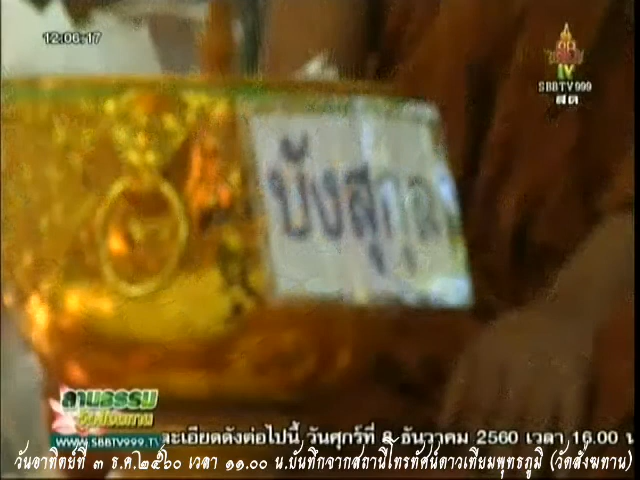 12:06:17
SBBTV999
สด
บังสุกุล
ลานธรรม
WWW.SBBTV999.TV
ละเอียดดังต่อไปนี้ วันศุกร์ที่ 8 ธันวาคม 2560 เวลา 16.00 น
วันอาทิตย์ที่ ๓ ธ.ค.๒๕๖๐ เวลา ๑๑.๐๐ น.บันทึกจากสถานีโทรทัศน์ดาวเทียมพุทธภูมิ (วัดสังฆทาน)